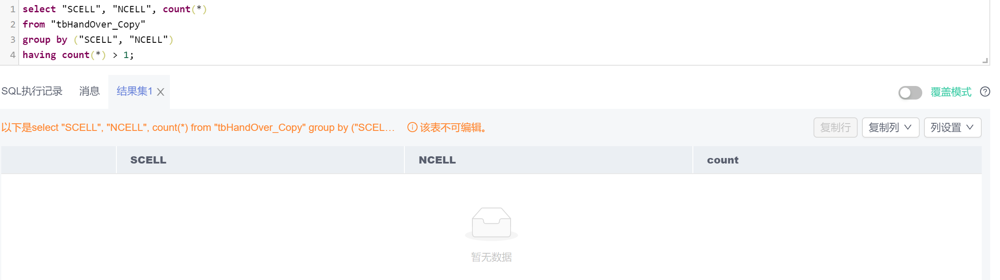 1 select "SCELL", "NCELL", count(*)
2 from "tbHandOver_Copy"
3 group by ("SCELL", "NCELL")
4 having count(*) > 1;
SQL执行记录 消息 结果集1 X 覆盖模式 ?
以下是select "SCELL", "NCELL", count(*) from "tbHandOver_Copy" group by ("SCEL... 该表不可编辑。 复制行 复制列 列设置
SCELL NCELL count
暂无数据